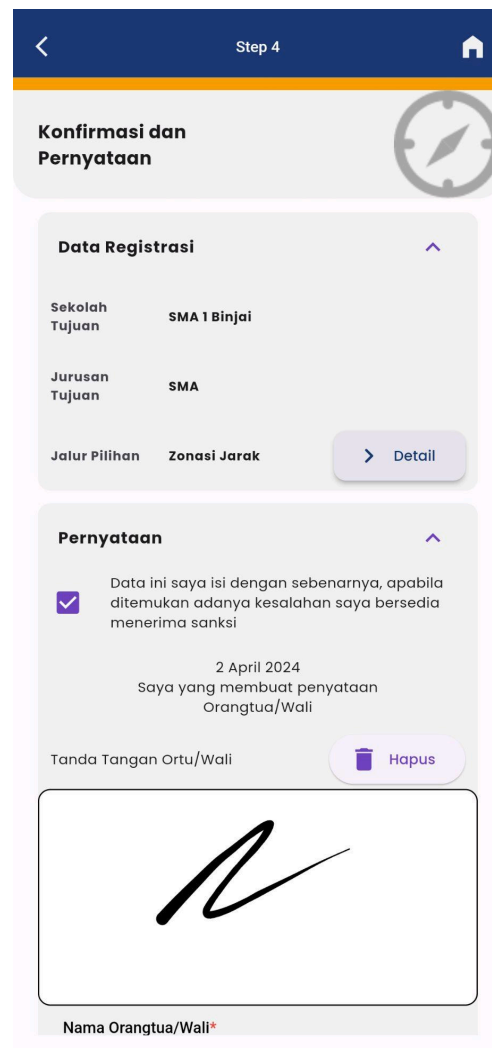 Step 4
Konfirmasi dan
Pernyataan
Data Registrasi
Sekolah
Tujuan
SMA 1 Binjai
Jurusan
Tujuan
SMA
Jalur Pilihan
Zonasi Jarak
Detail
Pernyataan
Data ini saya isi dengan sebenarnya, apabila
ditemukan adanya kesalahan saya bersedia
menerima sanksi
2 April 2024
Saya yang membuat penyataan
Orangtua/Wali
Tanda Tangan Ortu/Wali
Hapus
Nama Orangtua/Wali*